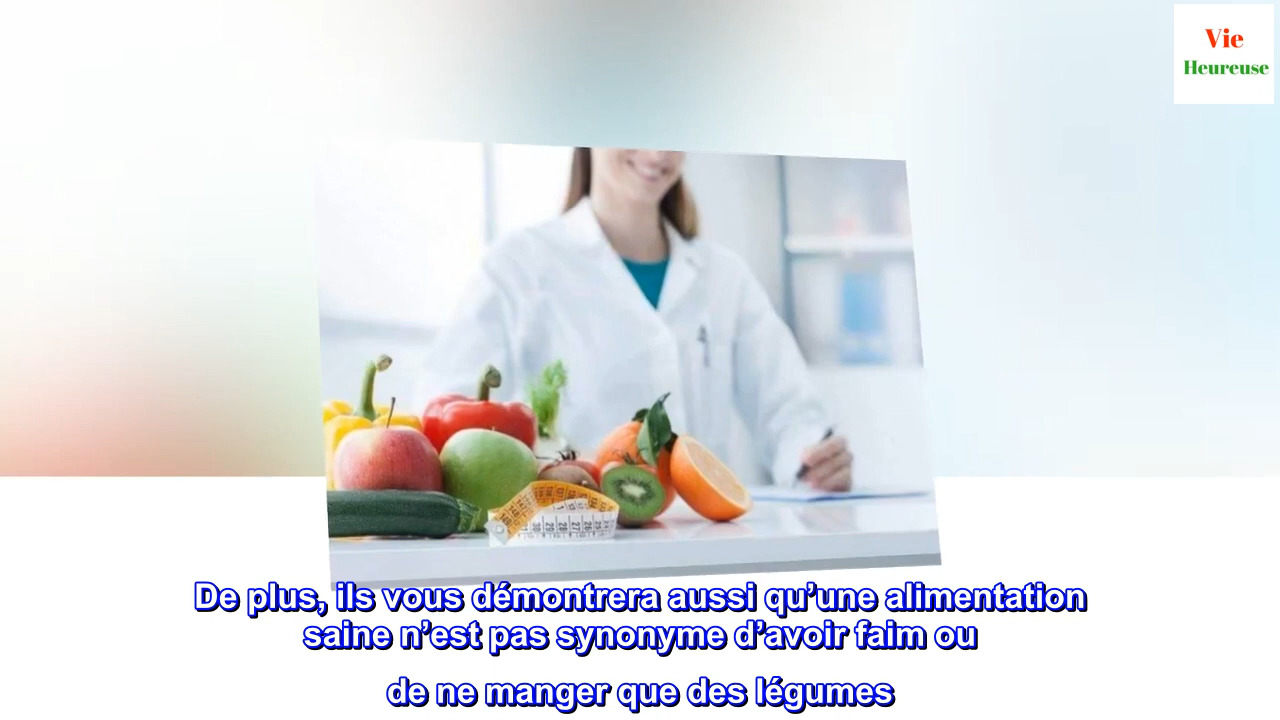 Vie
Heureuse
De plus, ils vous démontrera aussi qu’une alimentation
saine n’est pas synonyme d’avoir faim ou
de ne manger que des légumes